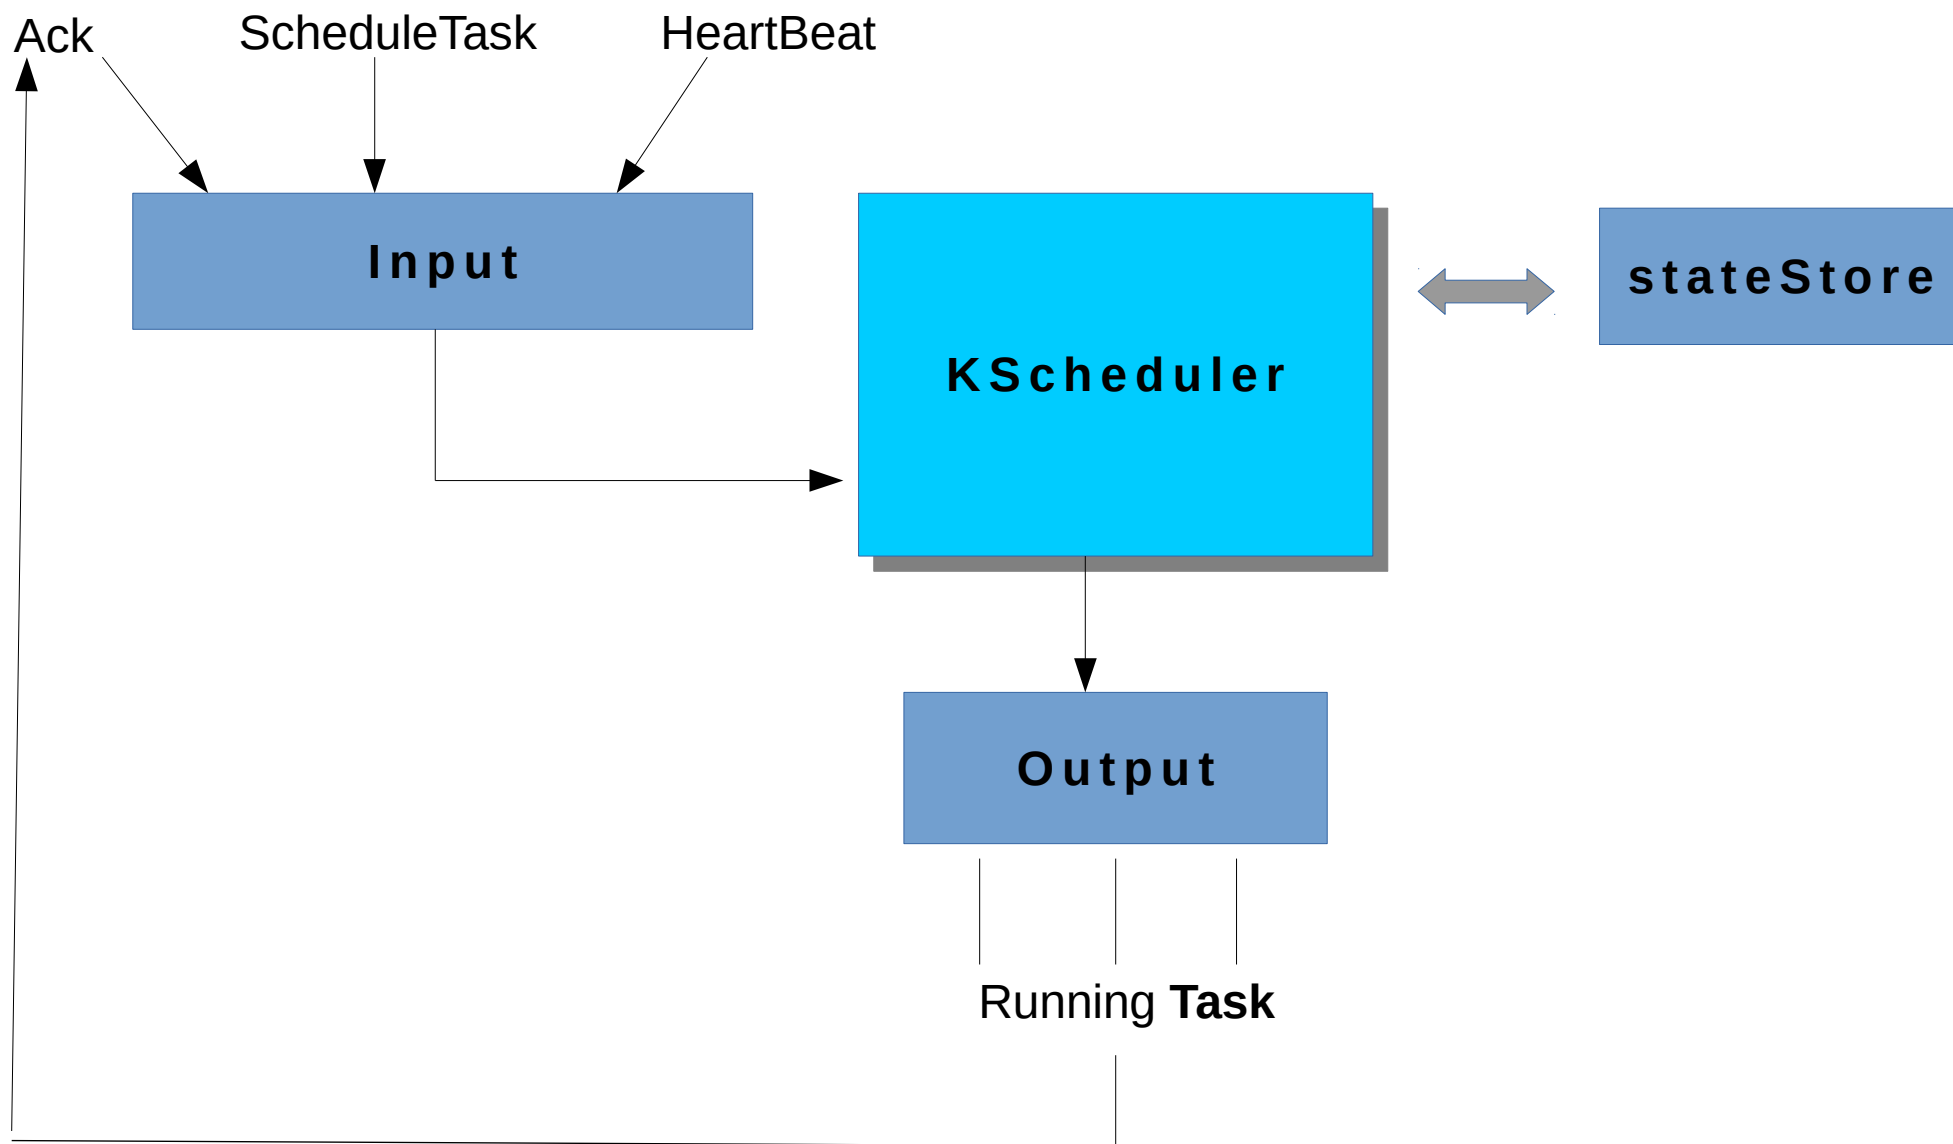 Ack
ScheduleTask
HeartBeat
Input
KScheduler
stateStore
Output
Running Task